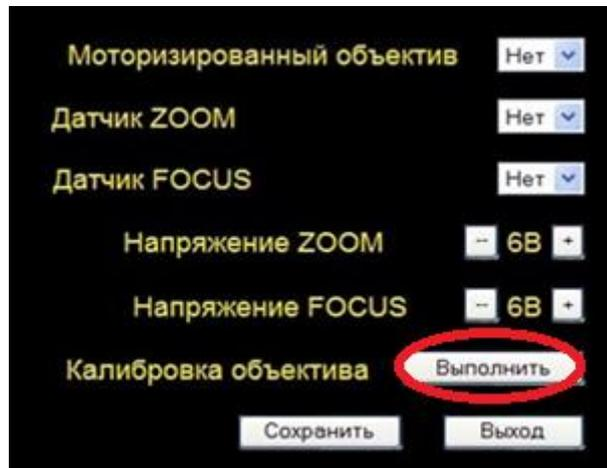 Моторизированный объектив Нет
Датчик ZOOM Нет
Датчик FOCUS Нет
Напряжение ZOOM -- 6В +
Напряжение FOCUS -- 6В +
Калибровка объектива Выполнить
Сохранить Выход